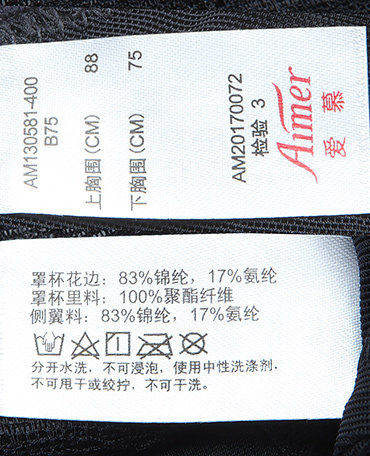 AM130581-400
B75
上胸围(CM) 88
下胸围(CM) 75
AM20170072
检验 3
Aimer
爱慕
罩杯花边：83%锦纶，17%氨纶
罩杯里料：100%聚酯纤维
侧翼料：83%锦纶，17%氨纶
分开水洗，不可浸泡，使用中性洗涤剂，
不可甩干或绞拧，不可干洗。